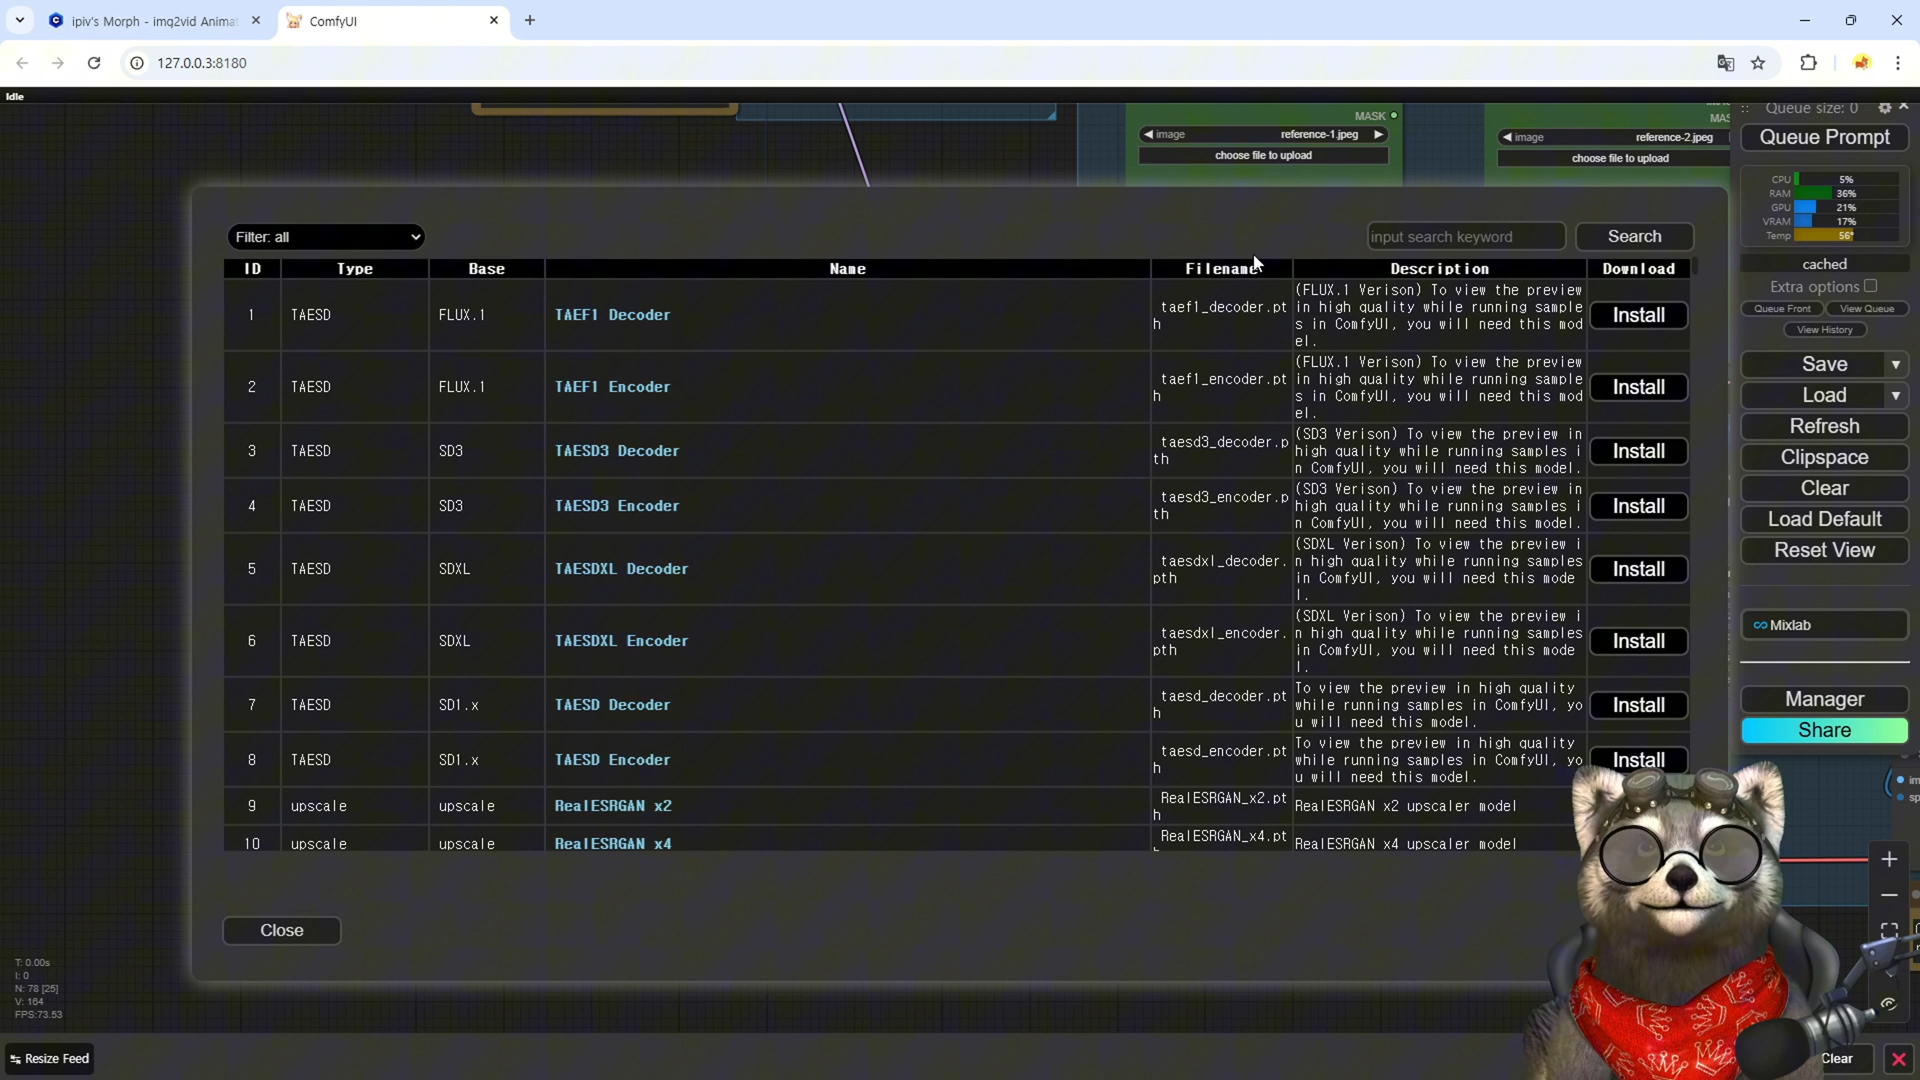 ipiv's Morph - img2vid Animat
ComfyUI
127.0.0.3:8180
Idle
MASK
image
reference-1.jpeg
choose file to upload
MAS
image
reference-2.jpeg
choose file to upload
Queue size: 0
Queue Prompt
CPU 5%
RAM 36%
GPU 21%
VRAM 17%
Temp 56°
cached
Extra options
Queue Front
View Queue
View History
Save
Load
Refresh
Clipspace
Clear
Load Default
Reset View
Mixlab
Manager
Share
Filter: all
input search keyword
Search
ID Type Base Name Filename Description Download
1 TAESD FLUX.1 TAEF1 Decoder
taef1_decoder.pt
h
(FLUX.1 Verison) To view the preview
in high quality while running sample
s in ComfyUI, you will need this mod
el.
Install
2 TAESD FLUX.1 TAEF1 Encoder
taef1_encoder.pt
h
(FLUX.1 Verison) To view the preview
in high quality while running sample
s in ComfyUI, you will need this mod
el.
Install
3 TAESD SD3 TAESD3 Decoder
taesd3_decoder.p
th
(SD3 Verison) To view the preview in
high quality while running samples i
n ComfyUI, you will need this model.
Install
4 TAESD SD3 TAESD3 Encoder
taesd3_encoder.p
th
(SD3 Verison) To view the preview in
high quality while running samples i
n ComfyUI, you will need this model.
Install
5 TAESD SDXL TAESDXL Decoder
taesdxl_decoder.
pth
(SDXL Verison) To view the preview i
n high quality while running samples
in ComfyUI, you will need this mode
l.
Install
6 TAESD SDXL TAESDXL Encoder
taesdxl_encoder.
pth
(SDXL Verison) To view the preview i
n high quality while running samples
in ComfyUI, you will need this mode
l.
Install
7 TAESD SD1.x TAESD Decoder
taesd_decoder.pt
h
To view the preview in high quality
while running samples in ComfyUI, yo
u will need this model.
Install
8 TAESD SD1.x TAESD Encoder
taesd_encoder.pt
h
To view the preview in high quality
while running samples in ComfyUI, yo
u will need this model.
Install
9 upscale upscale RealESRGAN x2
RealESRGAN_x2.pt
h
RealESRGAN x2 upscaler model
10 upscale upscale RealESRGAN x4
RealESRGAN_x4.pt
RealESRGAN x4 upscaler model
Close
T: 0.00s
I: 0
N: 78 [25]
V: 164
FPS:73.53
im
sp
Resize Feed
Clear